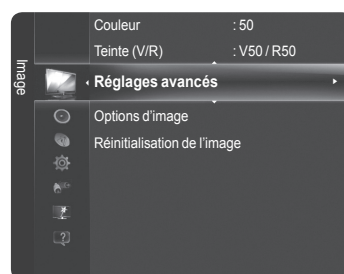 Image
Couleur : 50
Teinte (V/R) : V50 / R50
Réglages avancés
Options d'image
Réinitialisation de l'image
?